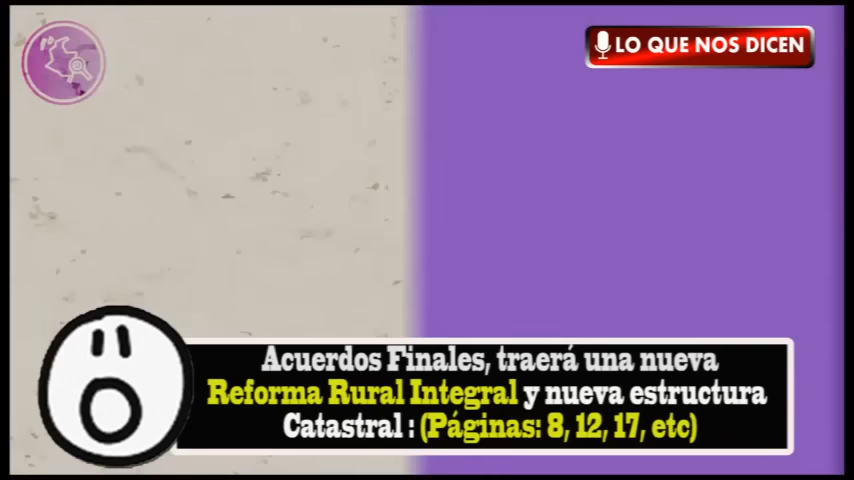 LO QUE NOS DICEN
Acuerdos Finales, traerá una nueva
Reforma Rural Integral y nueva estructura
Catastral : (Páginas: 8, 12, 17, etc)